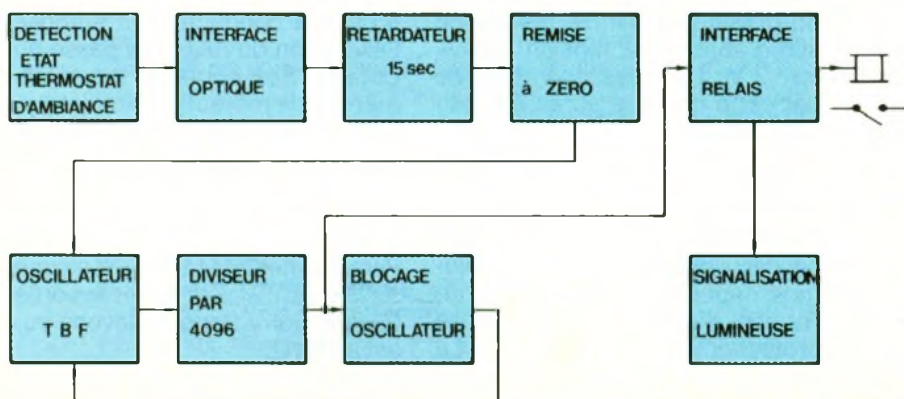 DETECTION
ETAT
THERMOSTAT
D'AMBIANCE
INTERFACE
OPTIQUE
RETARDATEUR
15 sec
REMISE
à ZERO
INTERFACE
RELAIS
OSCILLATEUR
T B F
DIVISEUR
PAR
4096
BLOCAGE
OSCILLATEUR
SIGNALISATION
LUMINEUSE